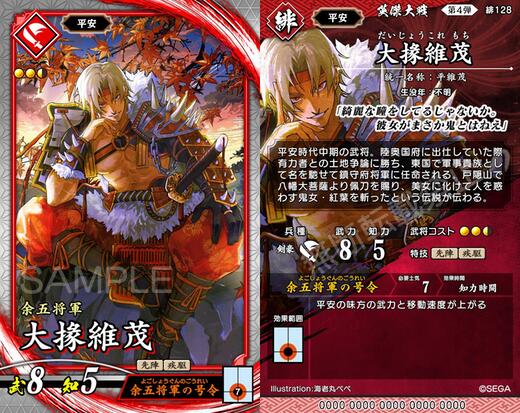 平安
SAMPLE
余五将軍
大掾維茂
先陣 疾駆
武8 知5
よごしょうぐんのごうれい
余五将軍の号令
7
緋
平安
英傑大戦
第4弾
緋128
だいじょうこれ もち
大掾維茂
統一名称：平維茂
生没年：不明
「綺麗な瞳をしてるじゃないか。
彼女がまさか鬼とはねえ」
平安時代中期の武将。陸奥国府に出仕していた際
有力者との土地争論に勝ち、東国で軍事貴族とし
て名を馳せて鎮守府将軍に任命される。戸隠山で
八幡大菩薩より佩刀を賜り、美女に化けて人を惑
わす鬼女・紅葉を斬ったという伝説が伝わる。
兵種 武力 知力 武将コスト
剣豪 8 5 特技 先陣 疾駆
よごしょうぐんのごうれい 必要士気 効果時間
余五将軍の号令 7 知力時間
平安の味方の武力と移動速度が上がる
効果範囲
Illustration:海老丸ぺぺ
©SEGA
0000 0000 0000 0000 0000